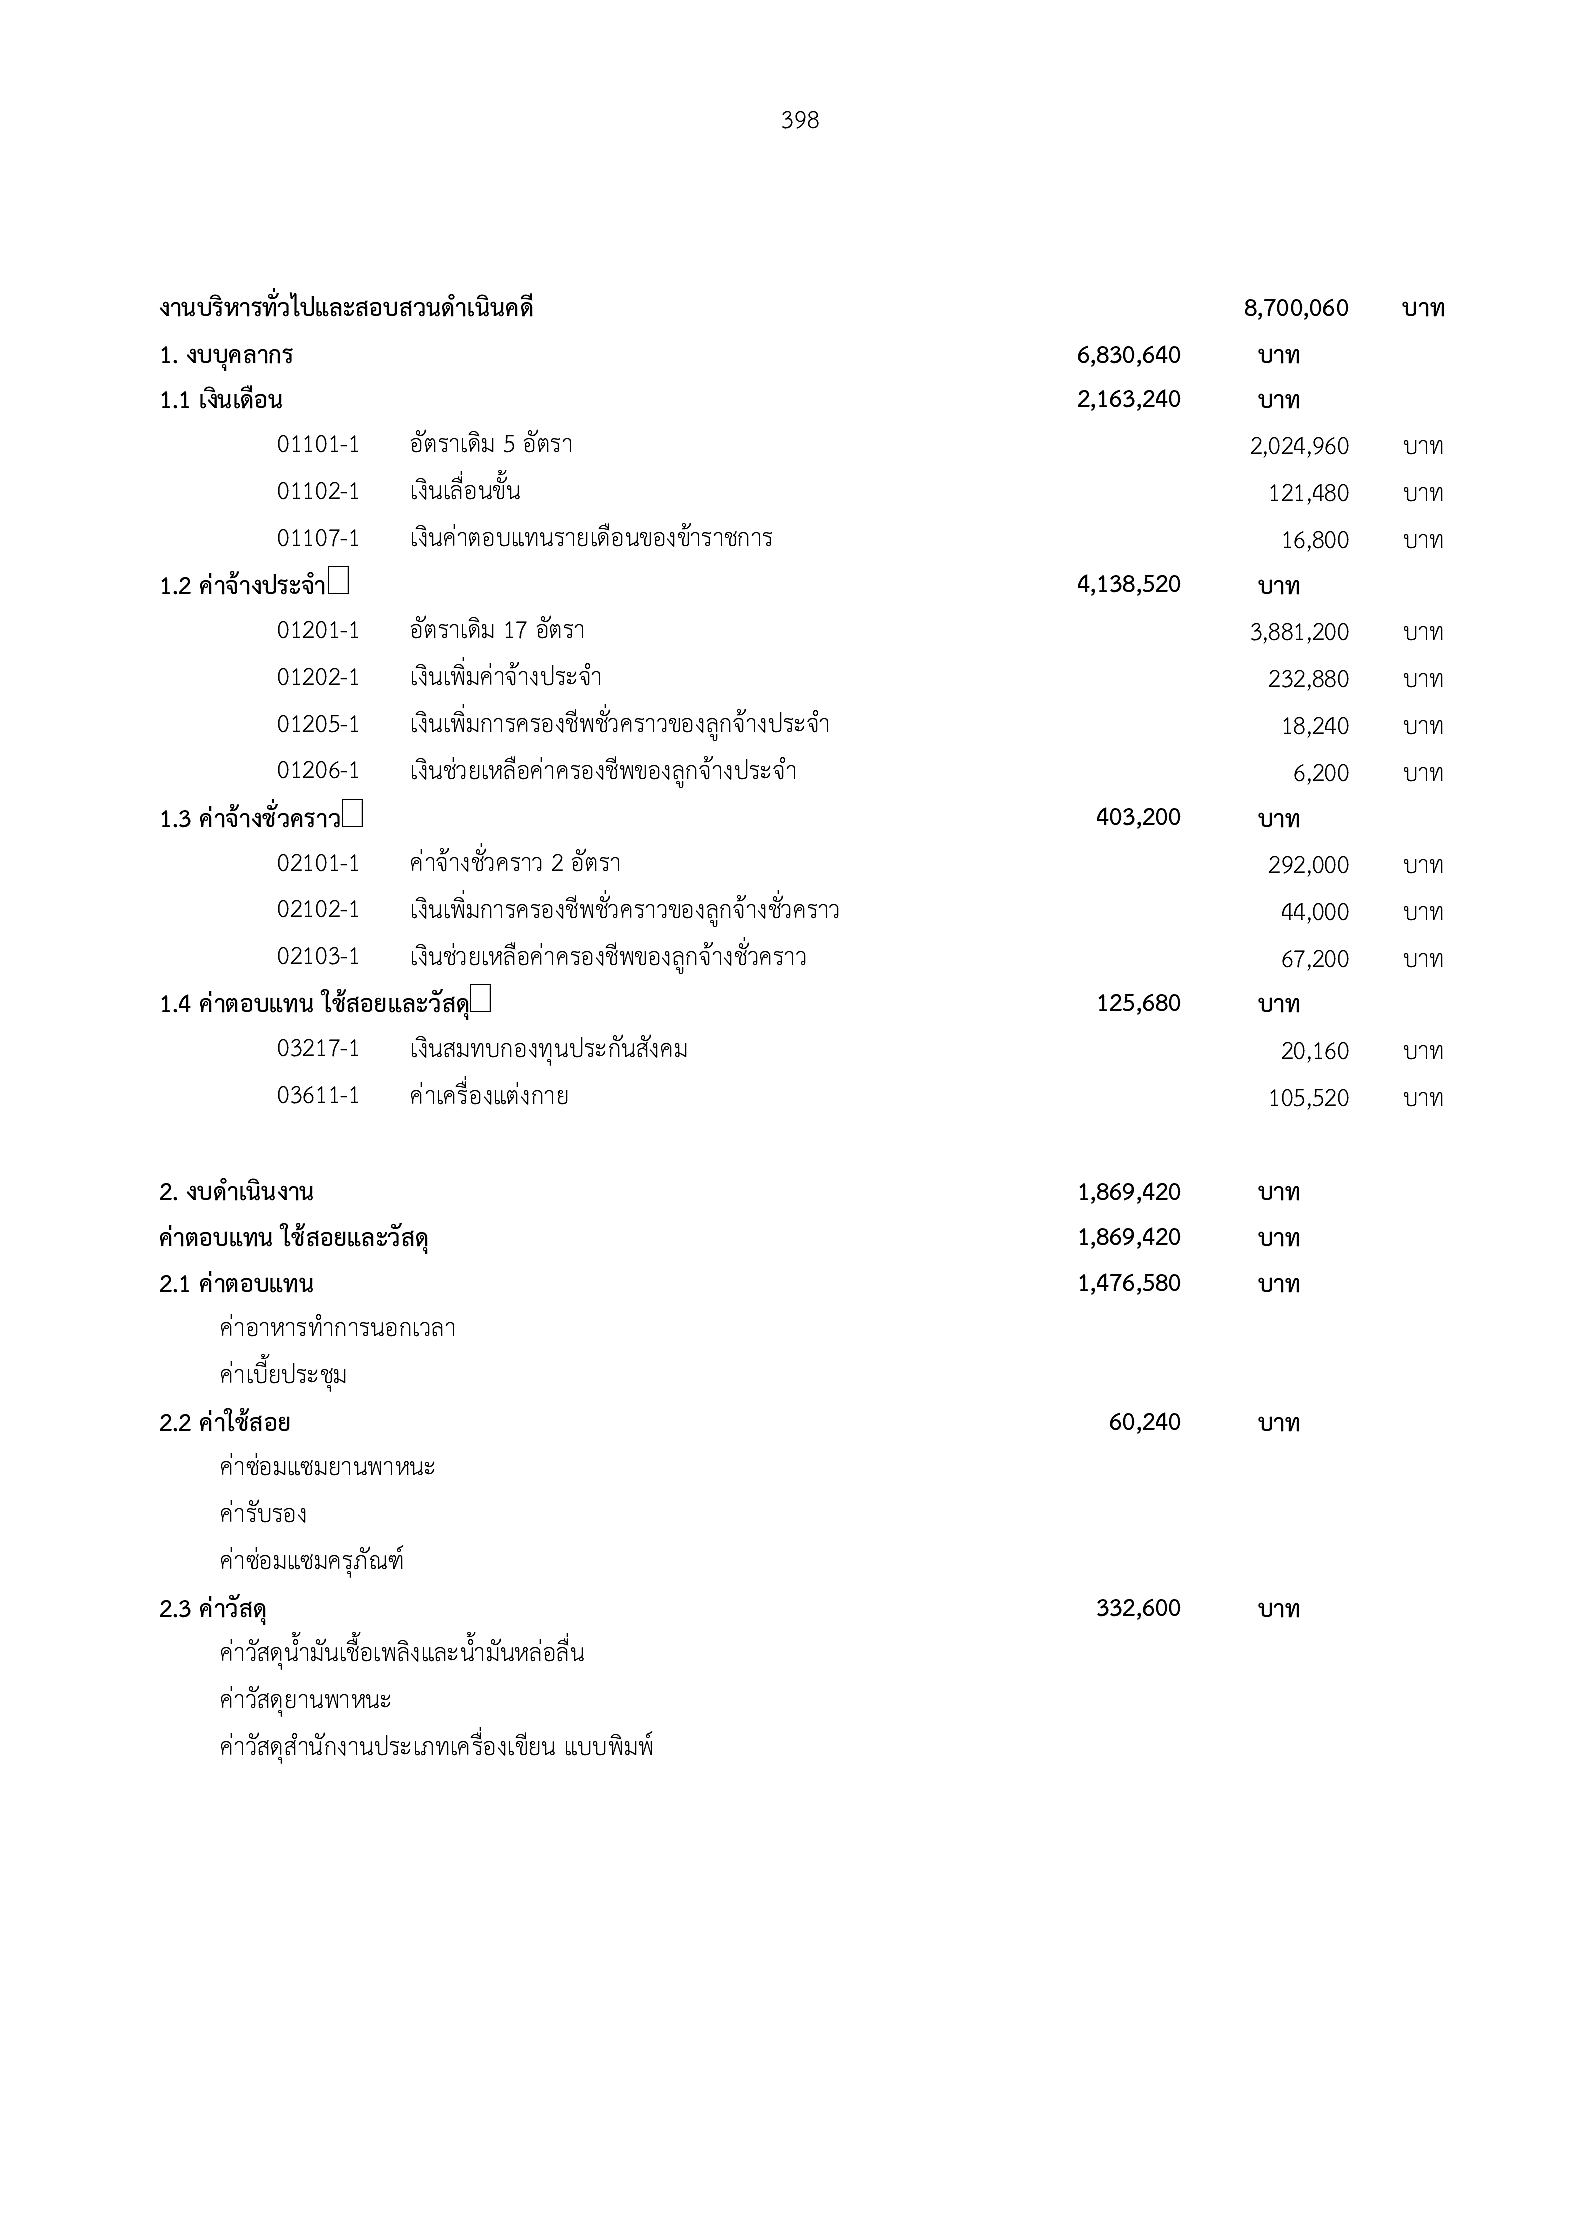 398
งานบริหารทั่วไปและสอบสวนดำเนินคดี 8,700,060 บาท
1. งบบุคลากร 6,830,640 บาท
1.1 เงินเดือน 2,163,240 บาท
01101-1 อัตราเดิม 5 อัตรา 2,024,960 บาท
01102-1 เงินเลื่อนขั้น 121,480 บาท
01107-1 เงินค่าตอบแทนรายเดือนของข้าราชการ 16,800 บาท
1.2 ค่าจ้างประจำ 4,138,520 บาท
01201-1 อัตราเดิม 17 อัตรา 3,881,200 บาท
01202-1 เงินเพิ่มค่าจ้างประจำ 232,880 บาท
01205-1 เงินเพิ่มการครองชีพชั่วคราวของลูกจ้างประจำ 18,240 บาท
01206-1 เงินช่วยเหลือค่าครองชีพของลูกจ้างประจำ 6,200 บาท
1.3 ค่าจ้างชั่วคราว 403,200 บาท
02101-1 ค่าจ้างชั่วคราว 2 อัตรา 292,000 บาท
02102-1 เงินเพิ่มการครองชีพชั่วคราวของลูกจ้างชั่วคราว 44,000 บาท
02103-1 เงินช่วยเหลือค่าครองชีพของลูกจ้างชั่วคราว 67,200 บาท
1.4 ค่าตอบแทน ใช้สอยและวัสดุ 125,680 บาท
03217-1 เงินสมทบกองทุนประกันสังคม 20,160 บาท
03611-1 ค่าเครื่องแต่งกาย 105,520 บาท
2. งบดำเนินงาน 1,869,420 บาท
ค่าตอบแทน ใช้สอยและวัสดุ 1,869,420 บาท
2.1 ค่าตอบแทน 1,476,580 บาท
ค่าอาหารทำการนอกเวลา
ค่าเบี้ยประชุม
2.2 ค่าใช้สอย 60,240 บาท
ค่าซ่อมแซมยานพาหนะ
ค่ารับรอง
ค่าซ่อมแซมครุภัณฑ์
2.3 ค่าวัสดุ 332,600 บาท
ค่าวัสดุน้ำมันเชื้อเพลิงและน้ำมันหล่อลื่น
ค่าวัสดุยานพาหนะ
ค่าวัสดุสำนักงานประเภทเครื่องเขียน แบบพิมพ์